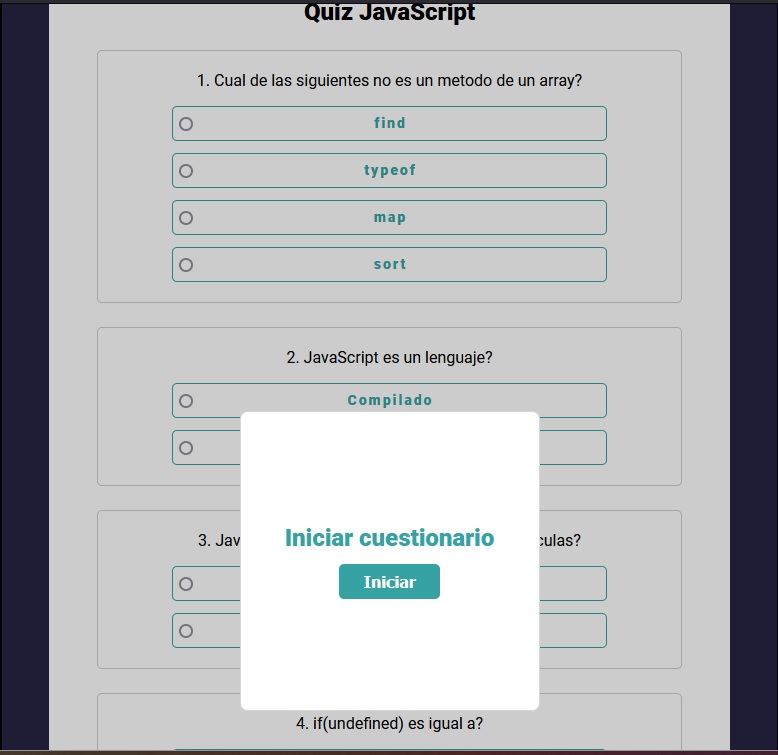 Quiz JavaScript
1. Cual de las siguientes no es un metodo de un array?
find
typeof
map
sort
2. JavaScript es un lenguaje?
Compilado
Iniciar cuestionario
Iniciar
3. Jav
culas?
4. if(undefined) es igual a?